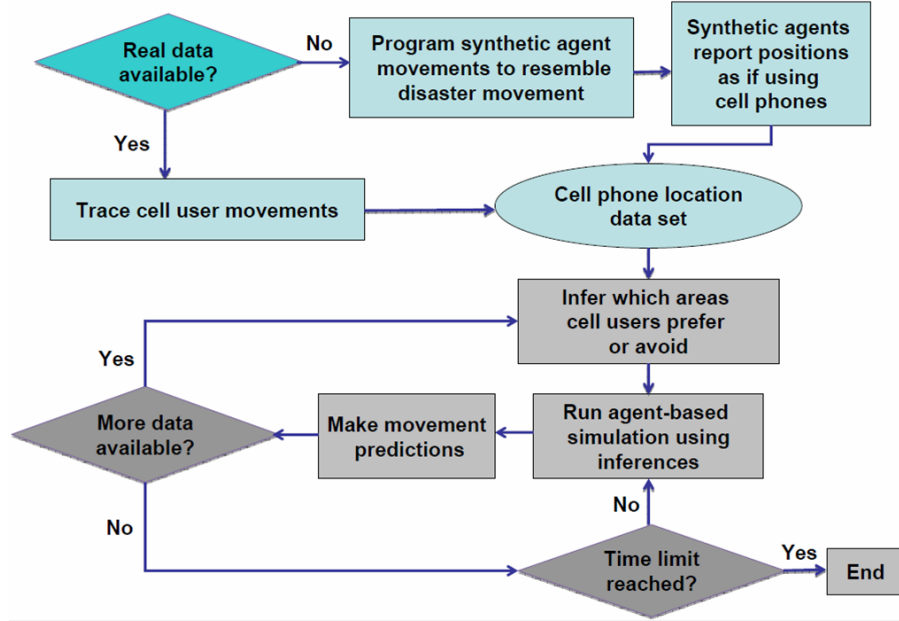 Real data
available?
No
Program synthetic agent
movements to resemble
disaster movement
Synthetic agents
report positions
as if using
cell phones
Yes
Trace cell user movements
Cell phone location
data set
Infer which areas
cell users prefer
or avoid
Yes
More data
available?
Make movement
predictions
Run agent-based
simulation using
inferences
No
No
Time limit
reached?
Yes
End